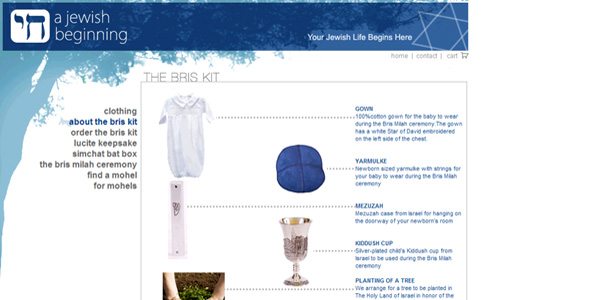 חי
a jewish
beginning
Your Jewish Life Begins Here
home | contact | cart
THE BRIS KIT
clothing
about the bris kit
order the bris kit
lucite keepsake
simchat bat box
the bris milah ceremony
find a mohel
for mohels
GOWN
100%cotton gown for the baby to wear
during the Bris Milah ceremony.The gown
has a white Star of David embroidered
on the left side of the chest.
YARMULKE
Newborn sized yarmulke with strings for
your baby to wear during the Bris Milah
ceremony
MEZUZAH
Mezuzah case from Israel for hanging on
the doorway of your newborn's room
KIDDUSH CUP
Silver-plated child's Kiddush cup from
Israel to be used during the Bris Milah
ceremony.
PLANTING OF A TREE
We arrange for a tree to be planted in
The Holy Land of Israel in honor of the